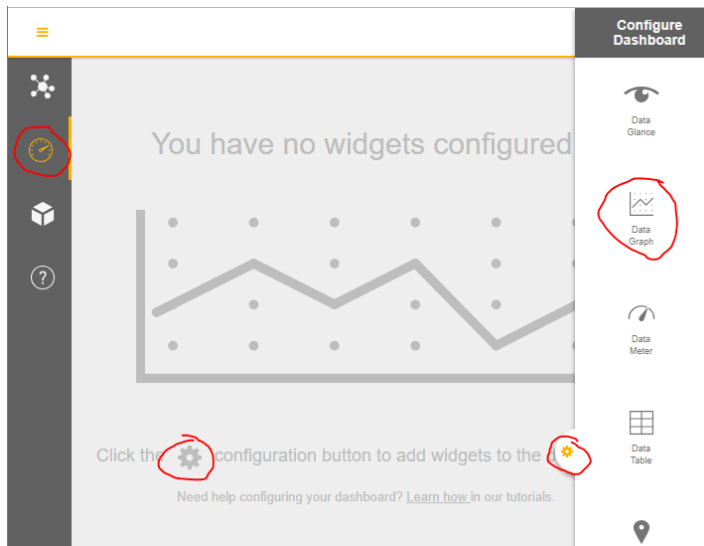 Configure
Dashboard
Data
Glance
You have no widgets configured
Data
Graph
Data
Meter
Click the configuration button to add widgets to the
Data
Table
Need help configuring your dashboard? Learn how in our tutorials.